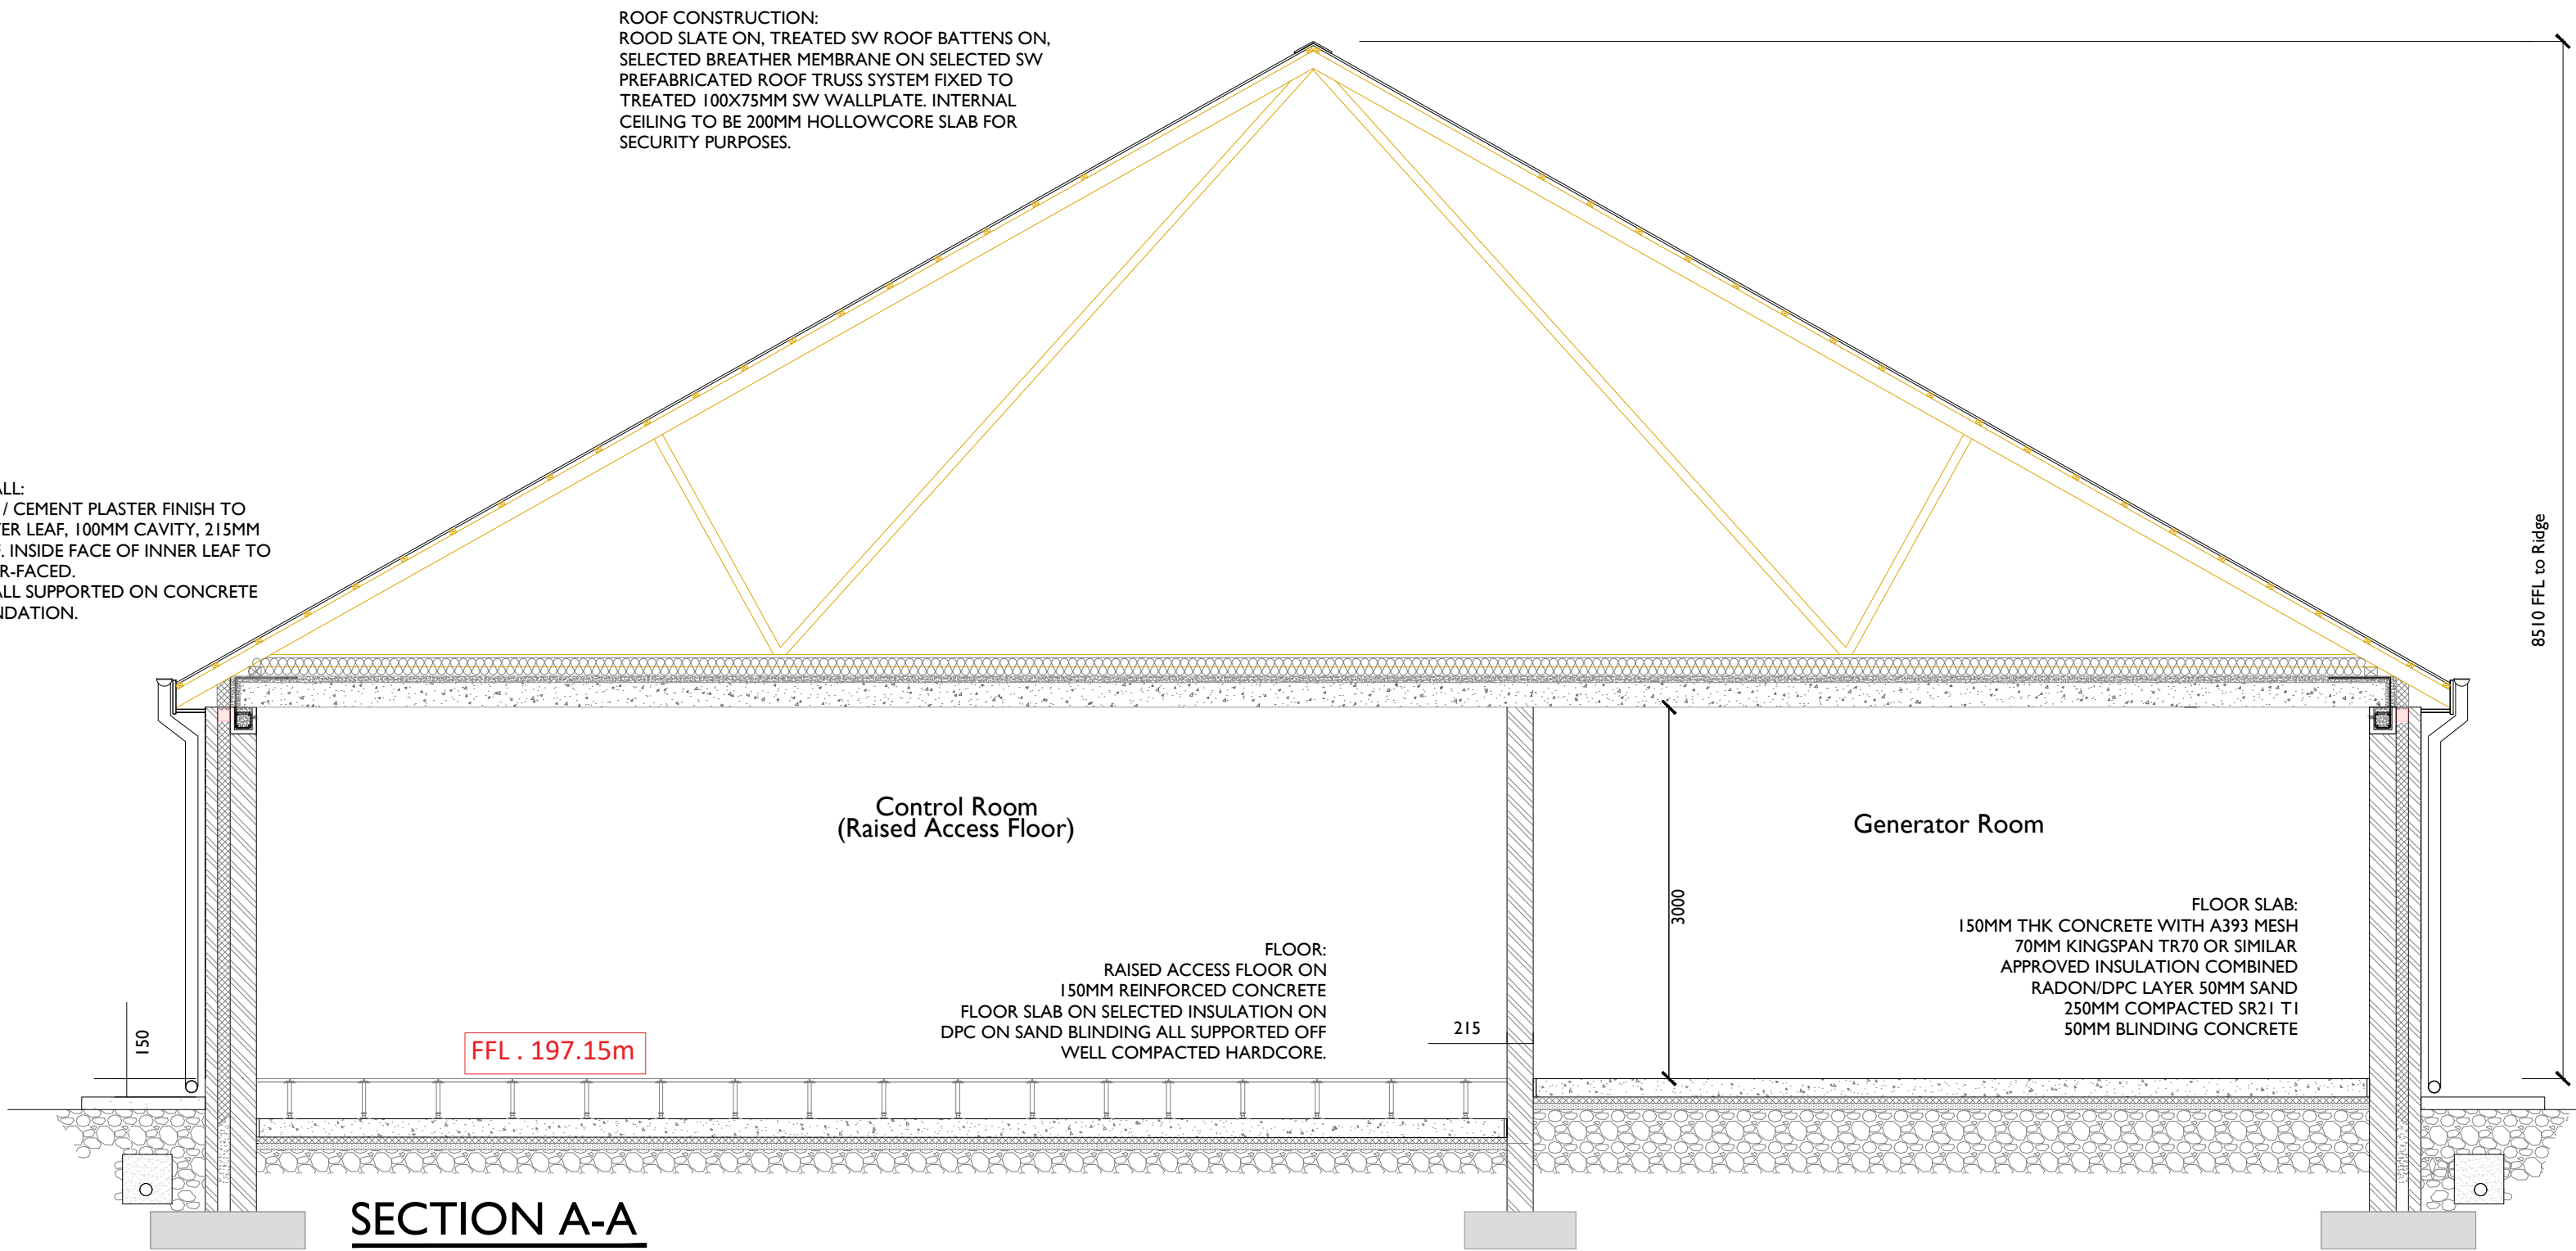 ROOF CONSTRUCTION:
ROOD SLATE ON, TREATED SW ROOF BATTENS ON,
SELECTED BREATHER MEMBRANE ON SELECTED SW
PREFABRICATED ROOF TRUSS SYSTEM FIXED TO
TREATED 100X75MM SW WALLPLATE. INTERNAL
CEILING TO BE 200MM HOLLOWCORE SLAB FOR
SECURITY PURPOSES.
ALL:
/ CEMENT PLASTER FINISH TO
ER LEAF, 100MM CAVITY, 215MM
. INSIDE FACE OF INNER LEAF TO
R-FACED.
ALL SUPPORTED ON CONCRETE
NDATION.
8510 FFL to Ridge
Control Room
(Raised Access Floor)
Generator Room
3000
FLOOR:
RAISED ACCESS FLOOR ON
150MM REINFORCED CONCRETE
FLOOR SLAB ON SELECTED INSULATION ON
DPC ON SAND BLINDING ALL SUPPORTED OFF
WELL COMPACTED HARDCORE.
FLOOR SLAB:
150MM THK CONCRETE WITH A393 MESH
70MM KINGSPAN TR70 OR SIMILAR
APPROVED INSULATION COMBINED
RADON/DPC LAYER 50MM SAND
250MM COMPACTED SR21 T1
50MM BLINDING CONCRETE
215
150
FFL . 197.15m
SECTION A-A